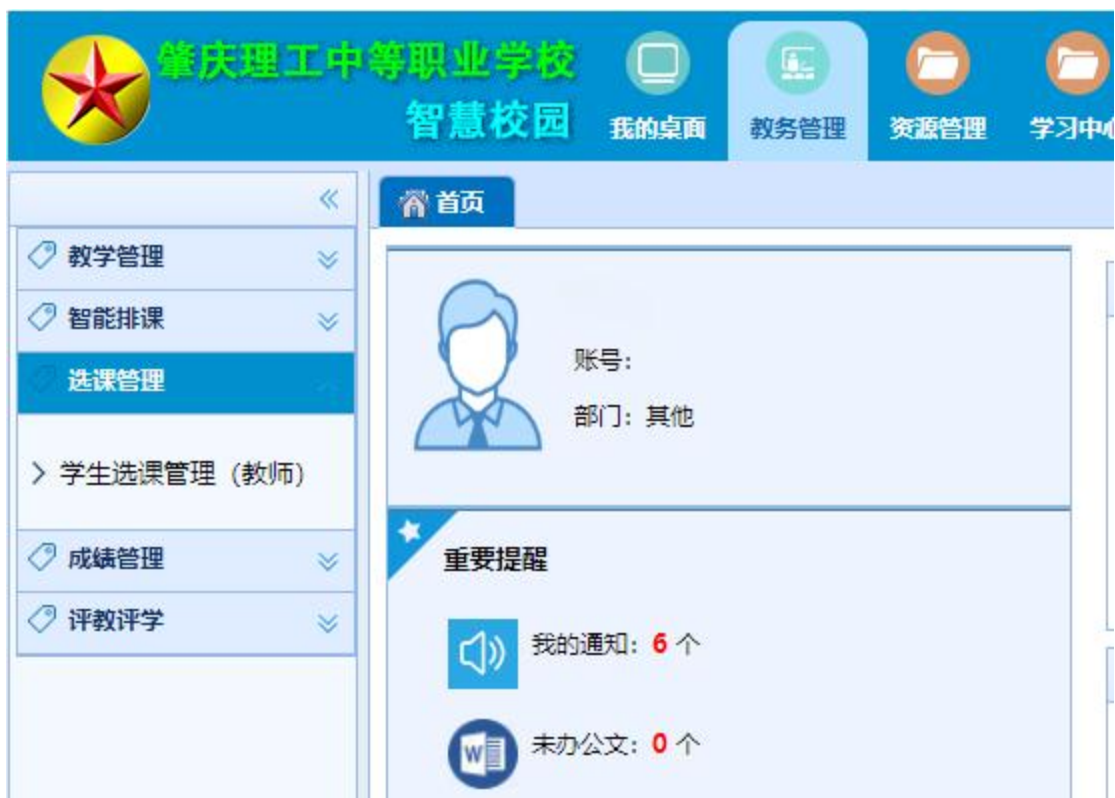 肇庆理工中等职业学校
智慧校园
我的桌面
教务管理
资源管理
学习中心
首页
教学管理
智能排课
选课管理
学生选课管理（教师）
成绩管理
评教评学
账号：
部门：其他
重要提醒
我的通知：6 个
W
未办公文：0 个